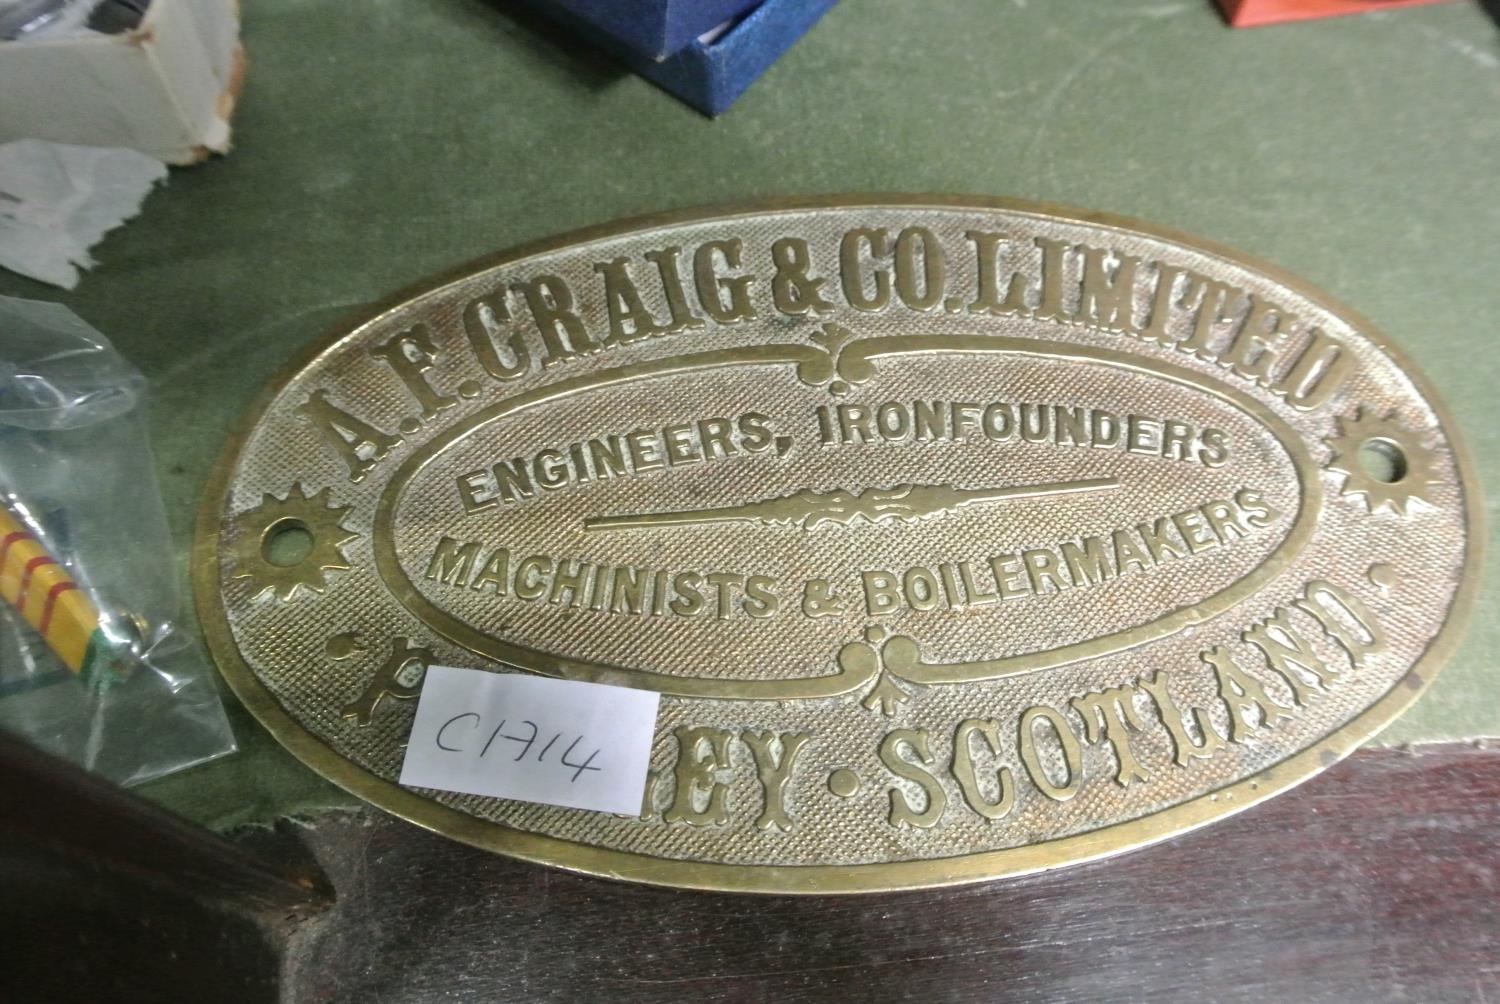 A. F. CRAIG & CO. LIMITED
ENGINEERS, IRONFOUNDERS
MACHINISTS & BOILERMAKERS
· SCOTLAND ·
C1714